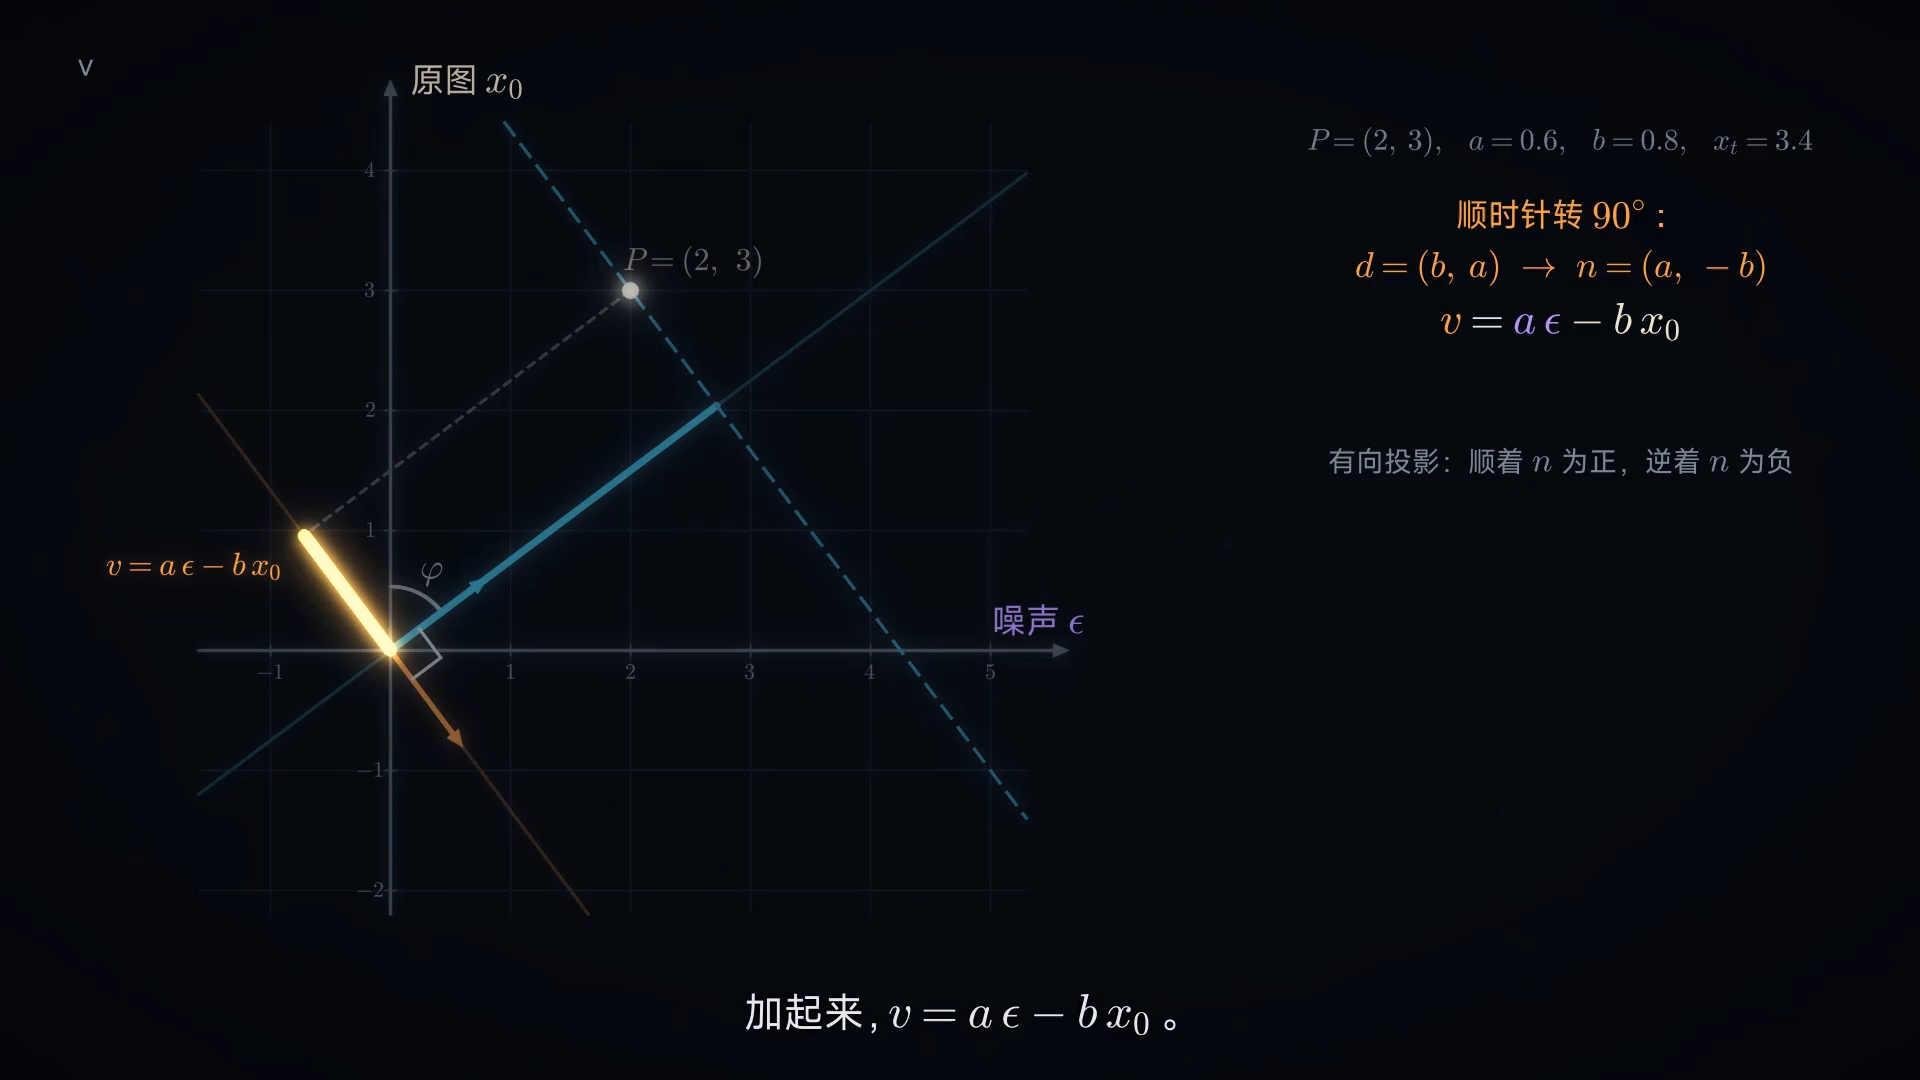 v
原图 x₀
P = (2, 3), a = 0.6, b = 0.8, xₜ = 3.4
顺时针转 90° :
d = (b, a) → n = (a, −b)
v = a ϵ − b x₀
有向投影：顺着 n 为正，逆着 n 为负
4
P = (2, 3)
3
2
1
v = a ϵ − b x₀
φ
噪声 ϵ
−1 1 2 3 4 5
−1
−2
加起来, v = a ϵ − b x₀ 。